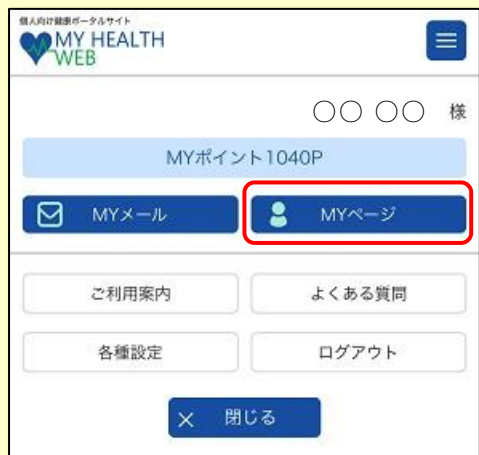 個人向け健康ポータルサイト
MY HEALTH
WEB
○○ ○○ 様
MYポイント1040P
MYメール
MYページ
ご利用案内
よくある質問
各種設定
ログアウト
× 閉じる